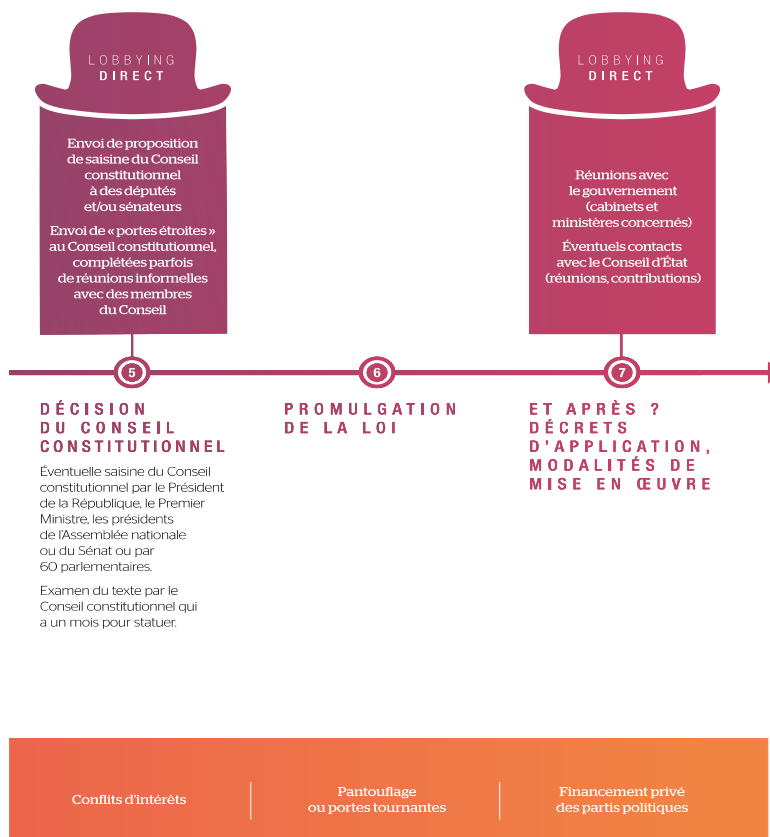 LOBBYING
DIRECT
Envoi de proposition
de saisine du Conseil
constitutionnel
à des députés
et/ou sénateurs
Envoi de « portes étroites »
au Conseil constitutionnel,
complétées parfois
de réunions informelles
avec des membres
du Conseil
LOBBYING
DIRECT
Réunions avec
le gouvernement
(cabinets et
ministères concernés)
Éventuels contacts
avec le Conseil d'État
(réunions, contributions)
5
6
7
DÉCISION
DU CONSEIL
CONSTITUTIONNEL
Éventuelle saisine du Conseil
constitutionnel par le Président
de la République, le Premier
Ministre, les présidents
de l'Assemblée nationale
ou du Sénat ou par
60 parlementaires.
Examen du texte par le
Conseil constitutionnel qui
a un mois pour statuer.
PROMULGATION
DE LA LOI
ET APRÈS ?
DÉCRETS
D'APPLICATION,
MODALITÉS DE
MISE EN ŒUVRE
Conflits d'intérêts
Pantouflage
ou portes tournantes
Financement privé
des partis politiques